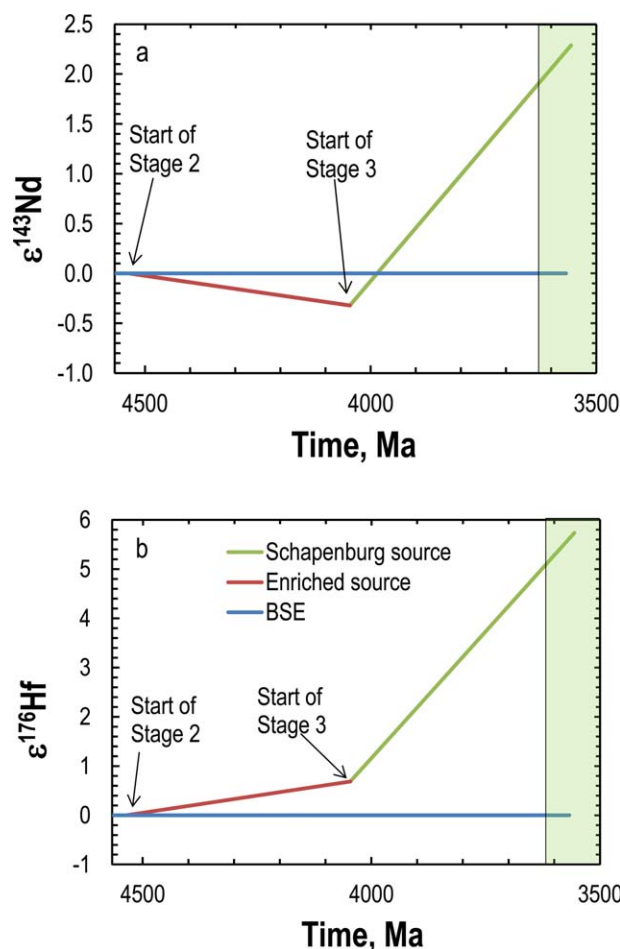 a
2.5
2.0
1.5
1.0
0.5
0.0
-0.5
-1.0
ε143Nd
Start of
Stage 2
Start of
Stage 3
4500
4000
3500
Time, Ma
b
6
5
4
3
2
1
0
-1
ε176Hf
Schapenburg source
Enriched source
BSE
Start of
Stage 2
Start of
Stage 3
4500
4000
3500
Time, Ma